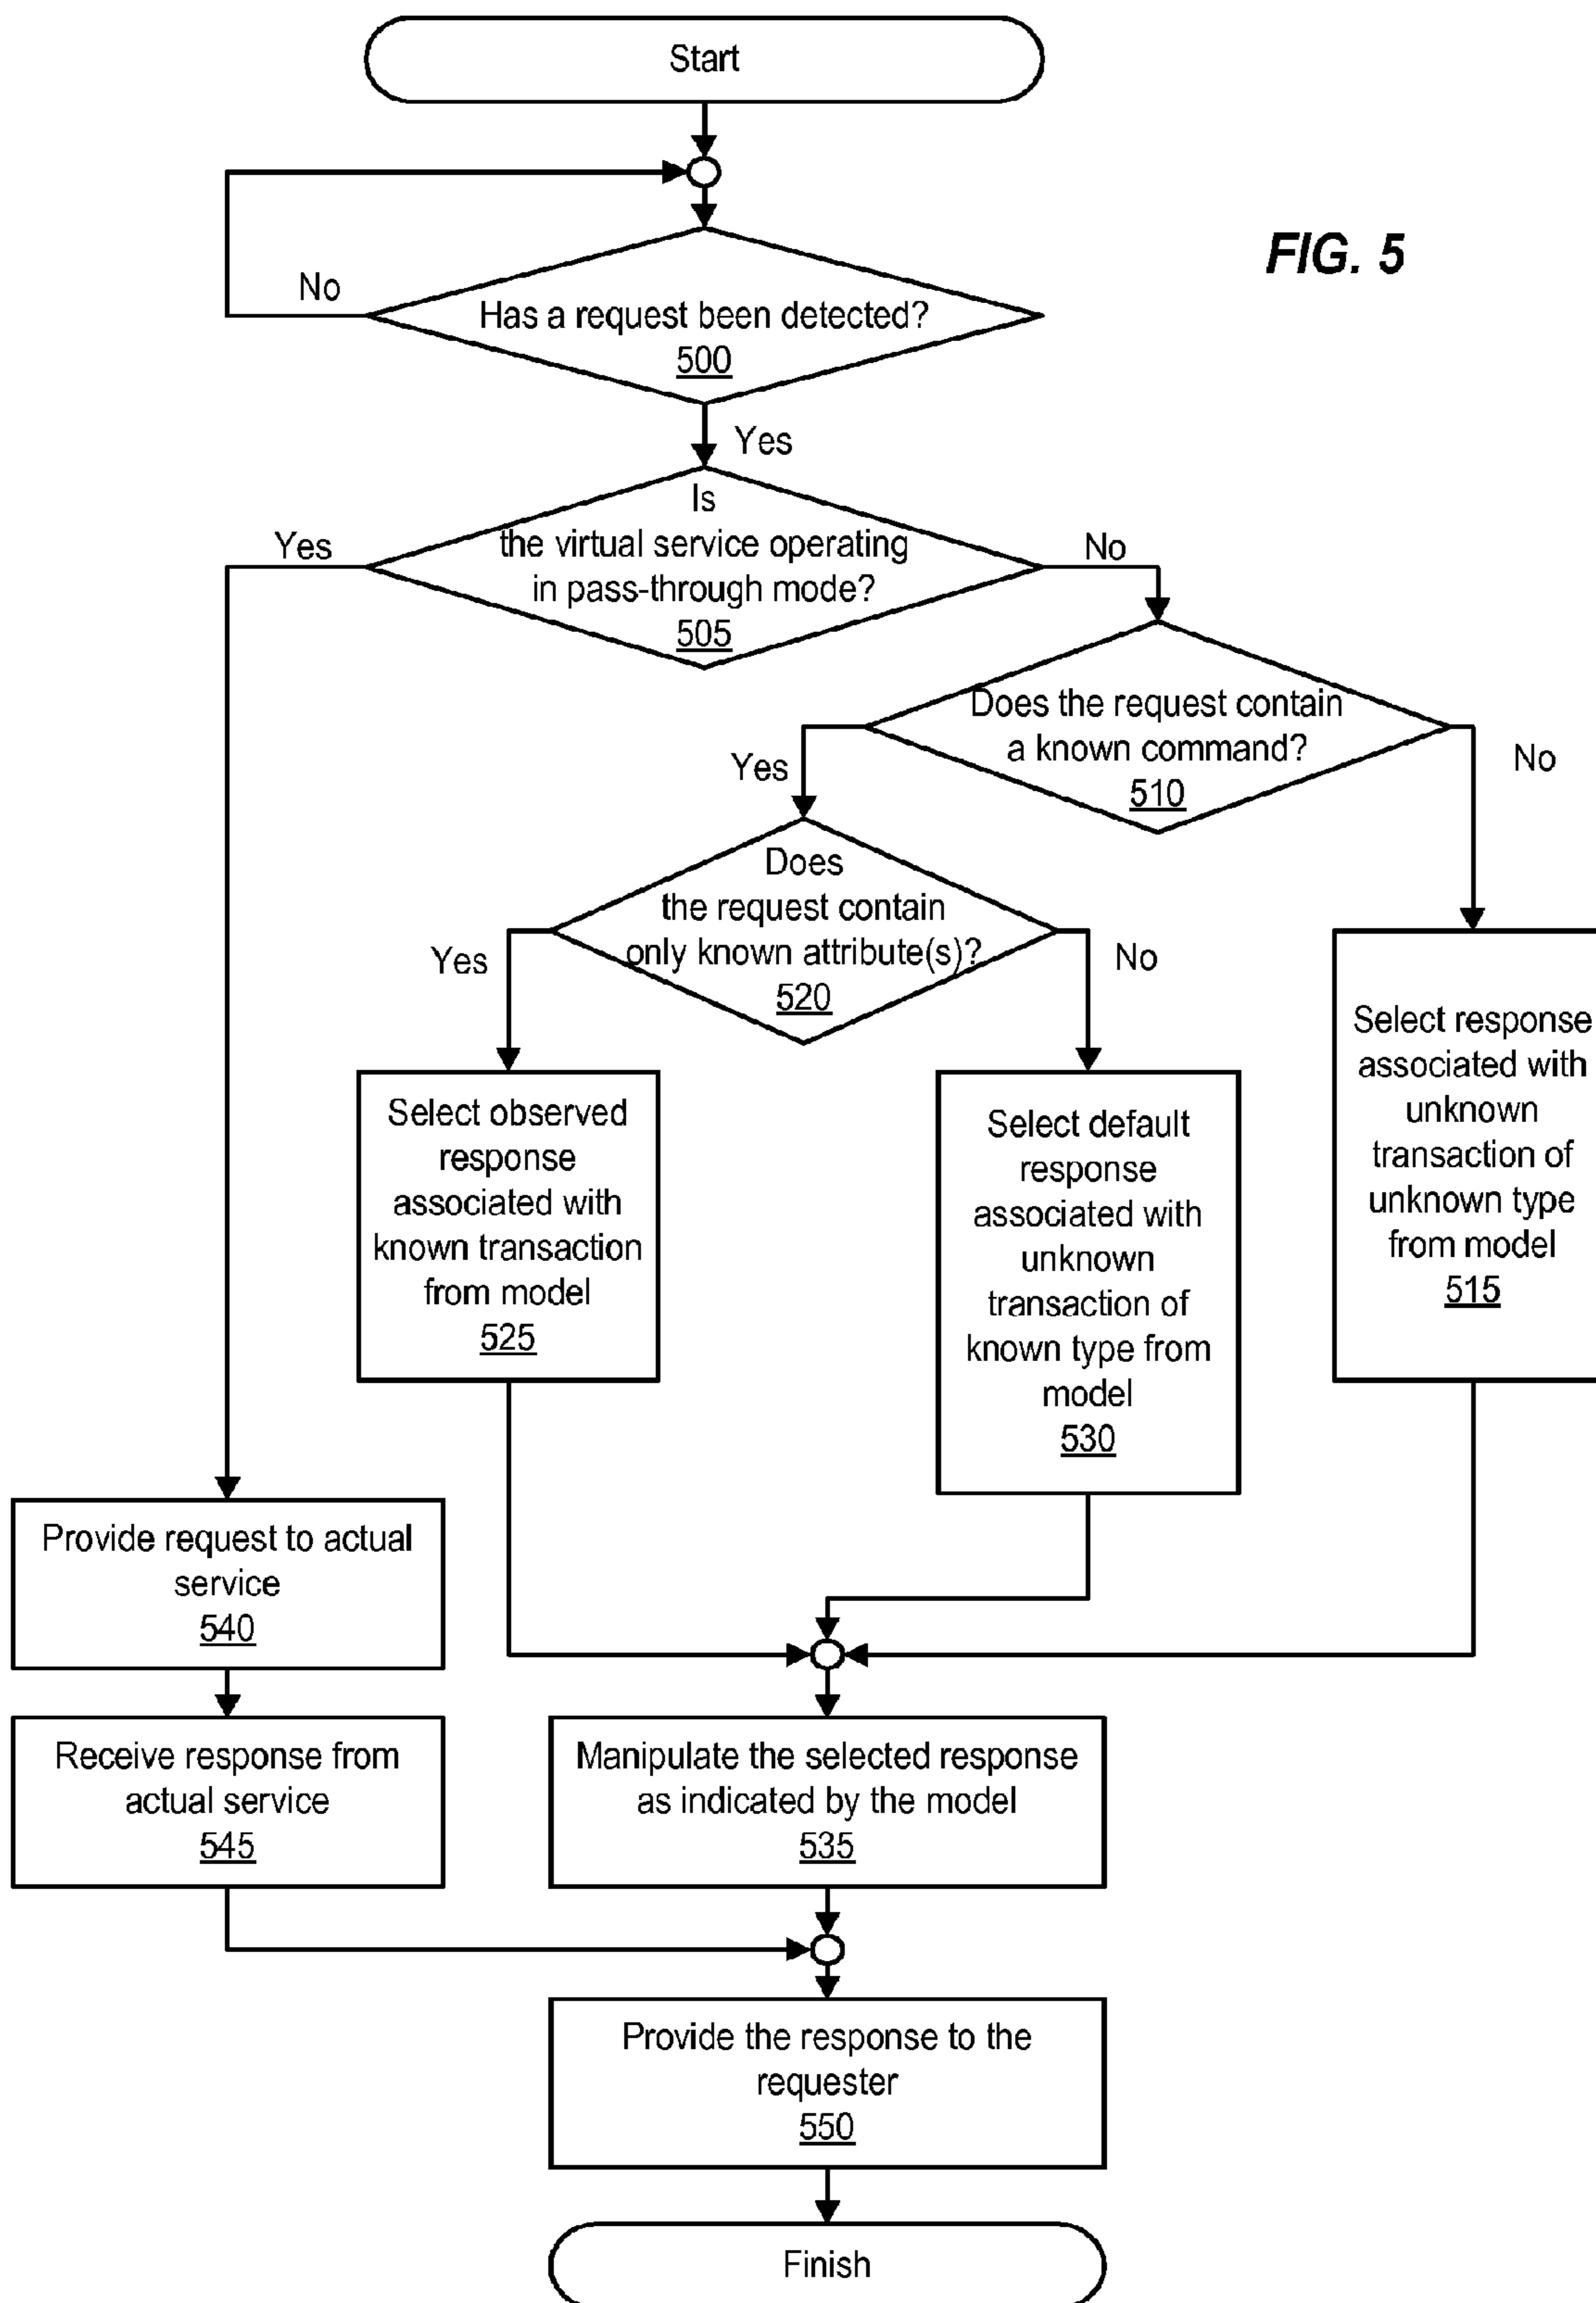 Start
FIG. 5
No
Has a request been detected?
500
Yes
Is
the virtual service operating
in pass-through mode?
505
Yes
No
Does the request contain
a known command?
510
Yes
No
Does
the request contain
only known attribute(s)?
520
Yes
No
Select observed
response
associated with
known transaction
from model
525
Select default
response
associated with
unknown
transaction of
known type from
model
530
Select response
associated with
unknown
transaction of
unknown type
from model
515
Provide request to actual
service
540
Receive response from
actual service
545
Manipulate the selected response
as indicated by the model
535
Provide the response to the
requester
550
Finish